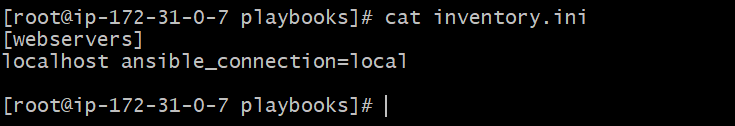 [root@ip-172-31-0-7 playbooks]# cat inventory.ini
[webservers]
localhost ansible_connection=local
[root@ip-172-31-0-7 playbooks]#